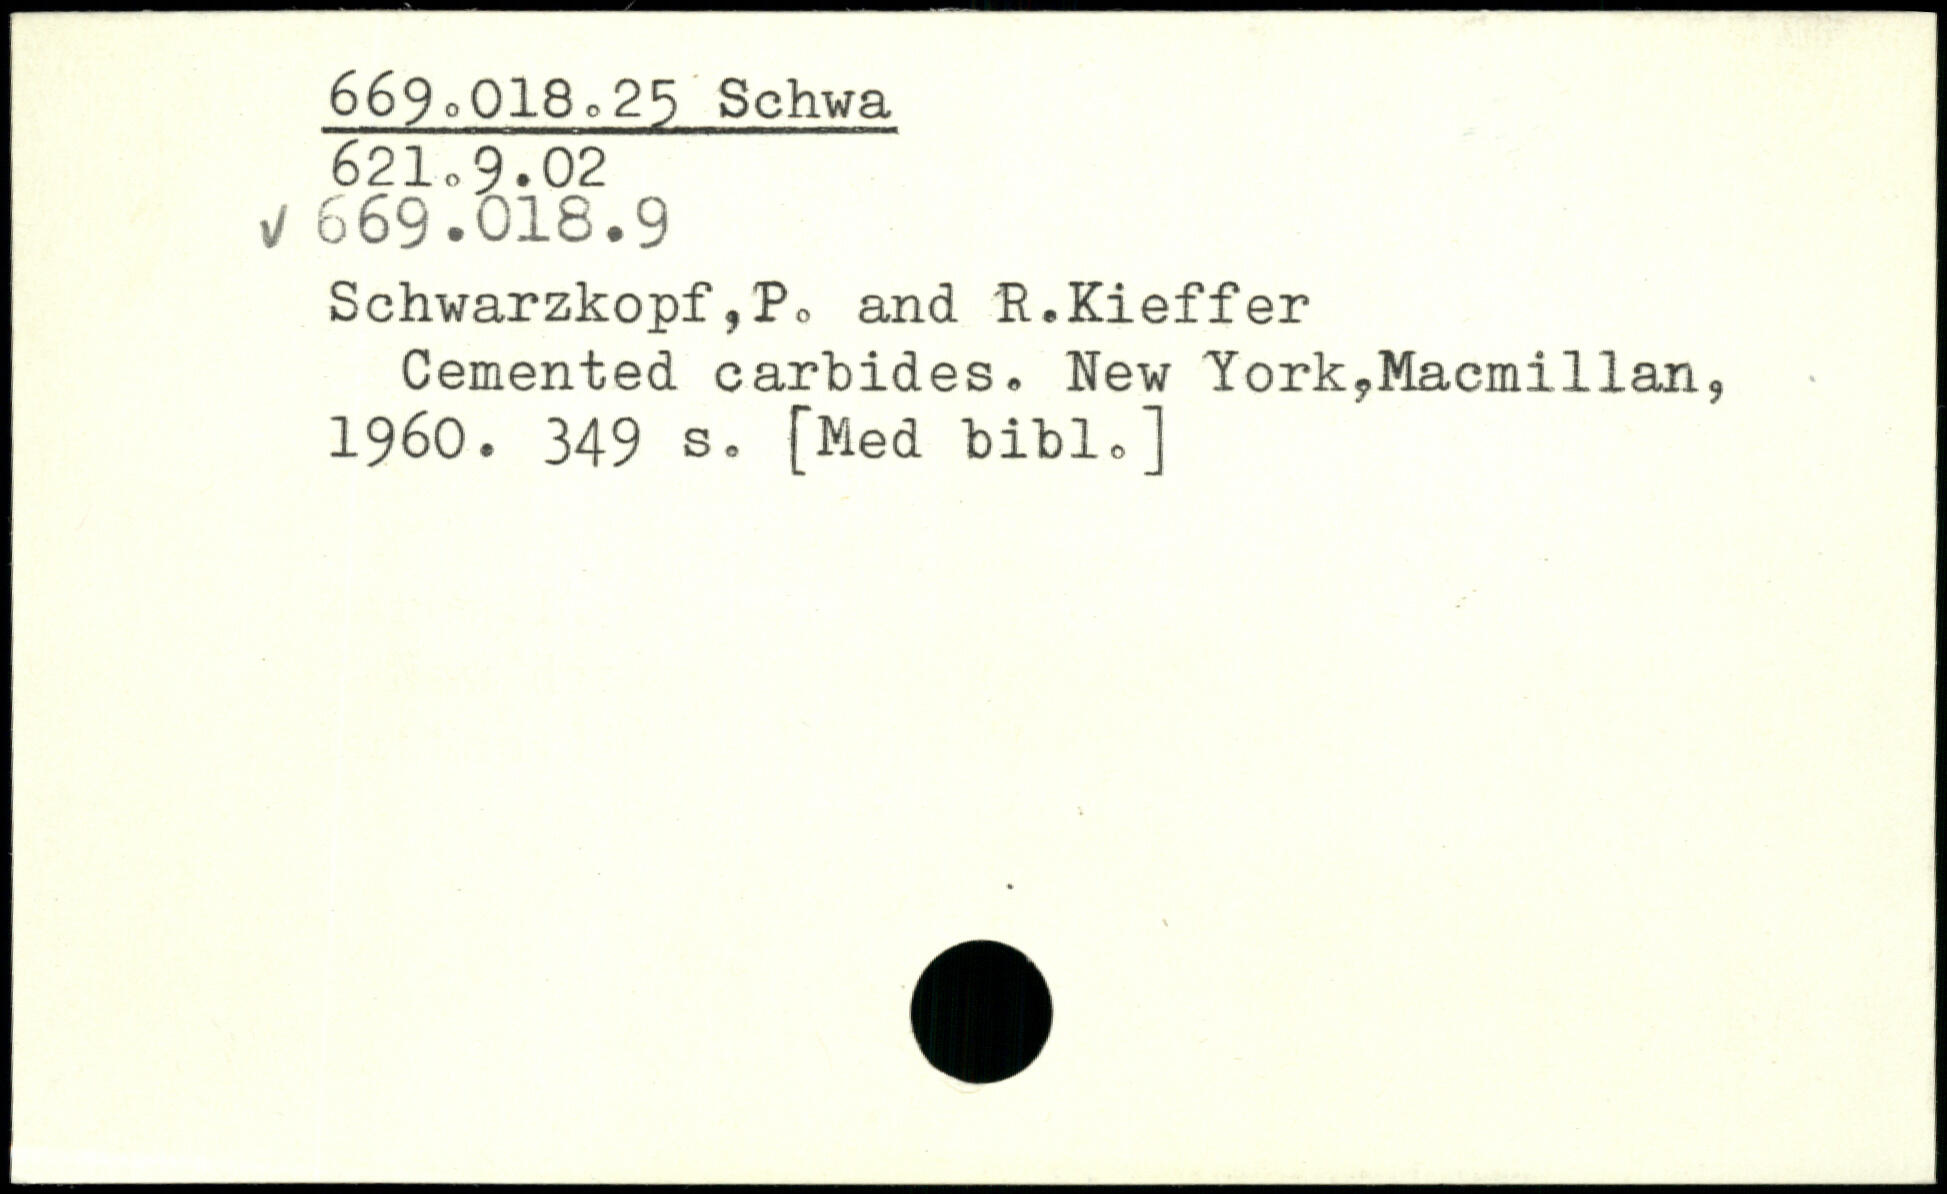 669.018.25 Schwa
621.9.02
✓ 669.018.9
Schwarzkopf,P. and R.Kieffer
Cemented carbides. New York,Macmillan,
1960. 349 s. [Med bibl.]